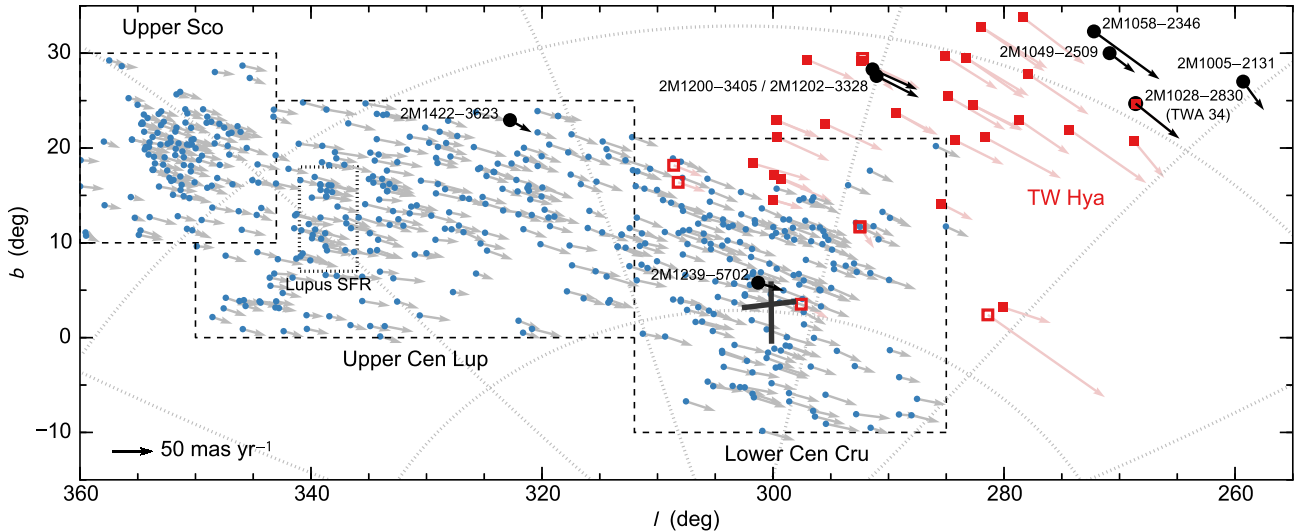 Upper Sco
2M1058−2346
2M1049−2509
2M1005−2131
2M1200−3405 / 2M1202−3328
2M1028−2830
(TWA 34)
2M1422−3623
TW Hya
2M1239−5702
Lupus SFR
Upper Cen Lup
Lower Cen Cru
50 mas yr⁻¹
b (deg)
30
20
10
0
−10
360
340
320
300
280
260
l (deg)